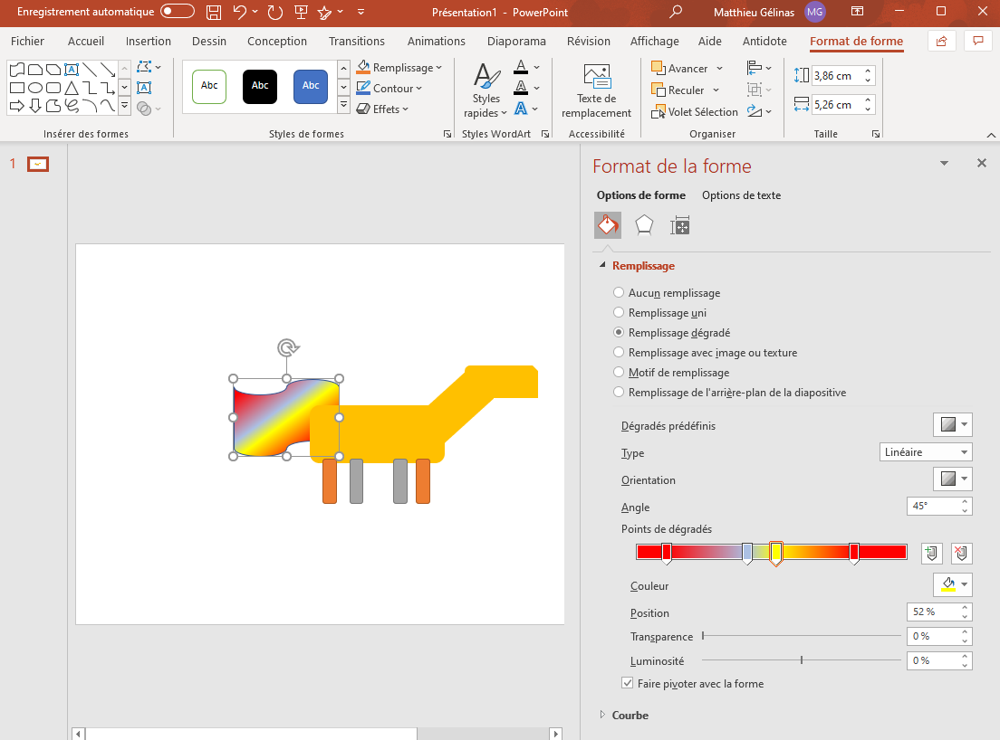 Enregistrement automatique Présentation1 - PowerPoint Matthieu Gélinas MG
Fichier Accueil Insertion Dessin Conception Transitions Animations Diaporama Révision Affichage Aide Antidote Format de forme
Abc Abc Abc
Remplissage
Contour
Effets
Styles
rapides
A
A
A
A
A
A
Texte de
remplacement
Avancer
Reculer
Volet Sélection
3,86 cm
5,26 cm
Insérer des formes Styles de formes Styles WordArt Accessibilité Organiser Taille
1
Format de la forme
Options de forme Options de texte
Remplissage
Aucun remplissage
Remplissage uni
Remplissage dégradé
Remplissage avec image ou texture
Motif de remplissage
Remplissage de l'arrière-plan de la diapositive
Dégradés prédéfinis
Type Linéaire
Orientation
Angle 45°
Points de dégradés
Couleur
Position 52 %
Transparence 0 %
Luminosité 0 %
Faire pivoter avec la forme
Courbe